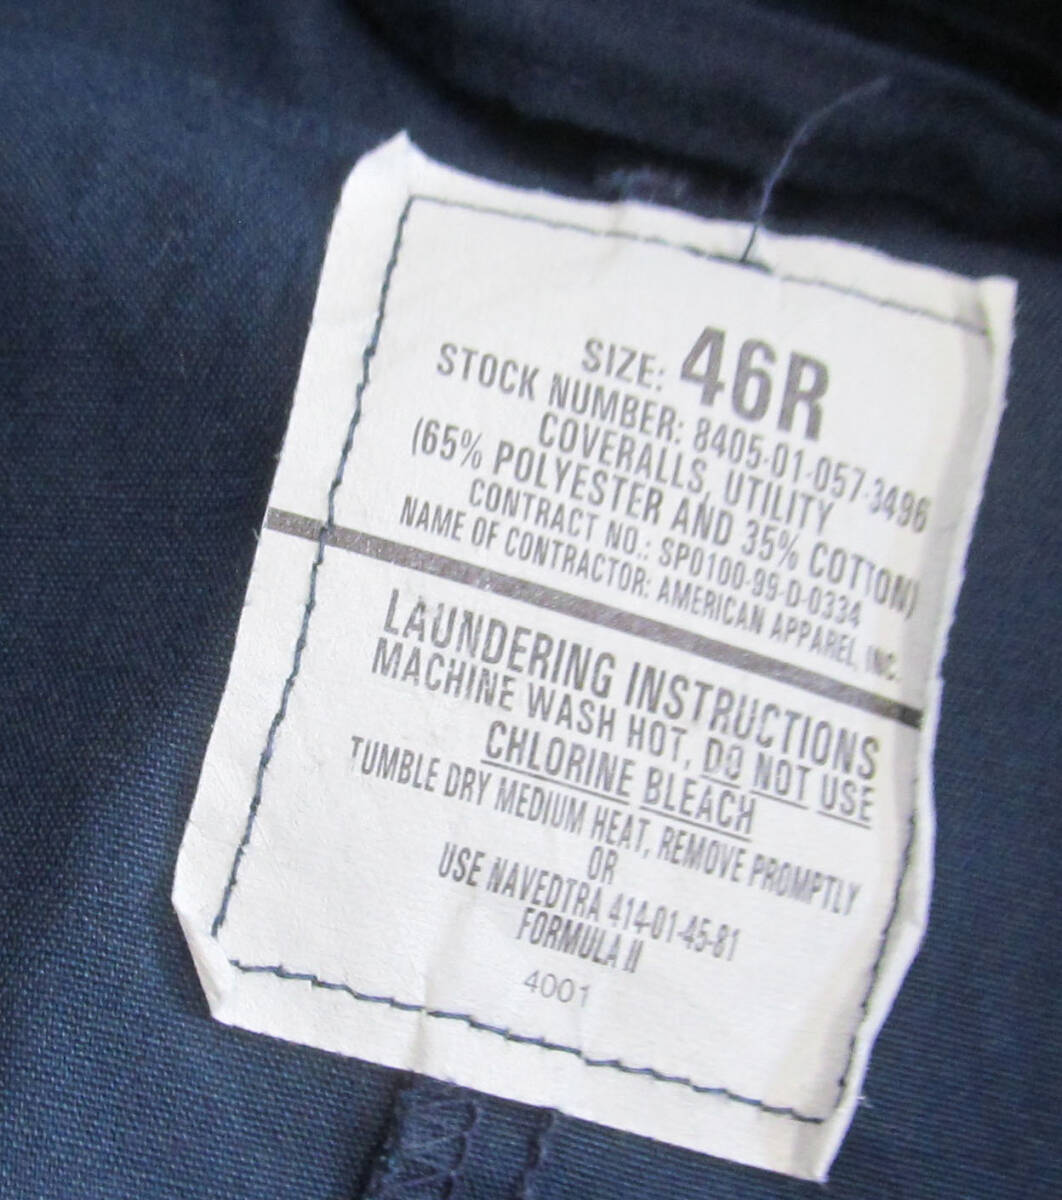 SIZE: 46R
STOCK NUMBER: 8405-01-057-3496
COVERALLS, UTILITY
(65% POLYESTER AND 35% COTTON)
CONTRACT NO.: SP0100-99-D-0334
NAME OF CONTRACTOR: AMERICAN APPAREL, INC.
LAUNDERING INSTRUCTIONS
MACHINE WASH HOT, DO NOT USE
CHLORINE BLEACH
TUMBLE DRY MEDIUM HEAT, REMOVE PROMPTLY
OR
USE NAVEDTRA 414-01-45-81
FORMULA II
4001